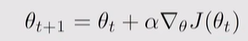 θ_{t+1} = θ_t + α∇_θ J(θ_t)